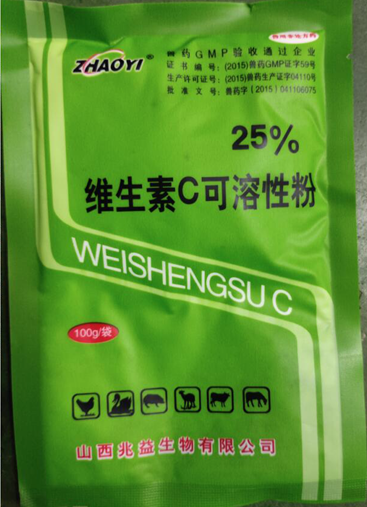 ZHAOYI
兽药GMP验收通过企业
证书编号:(2015)兽药GMP证字59号
生产许可证号:(2015)兽药生产证字04110号
批准文号:兽药字(2015)041106075
25%
维生素C可溶性粉
WEISHENGSU C
100g/袋
山西兆益生物有限公司